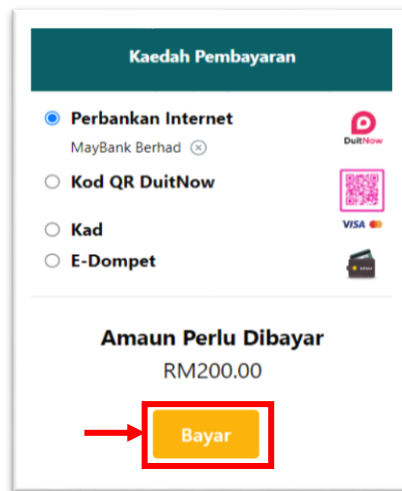 Kaedah Pembayaran
Perbankan Internet
DuitNow
MayBank Berhad
Kod QR DuitNow
Kad
VISA
E-Dompet
Amaun Perlu Dibayar
RM200.00
Bayar